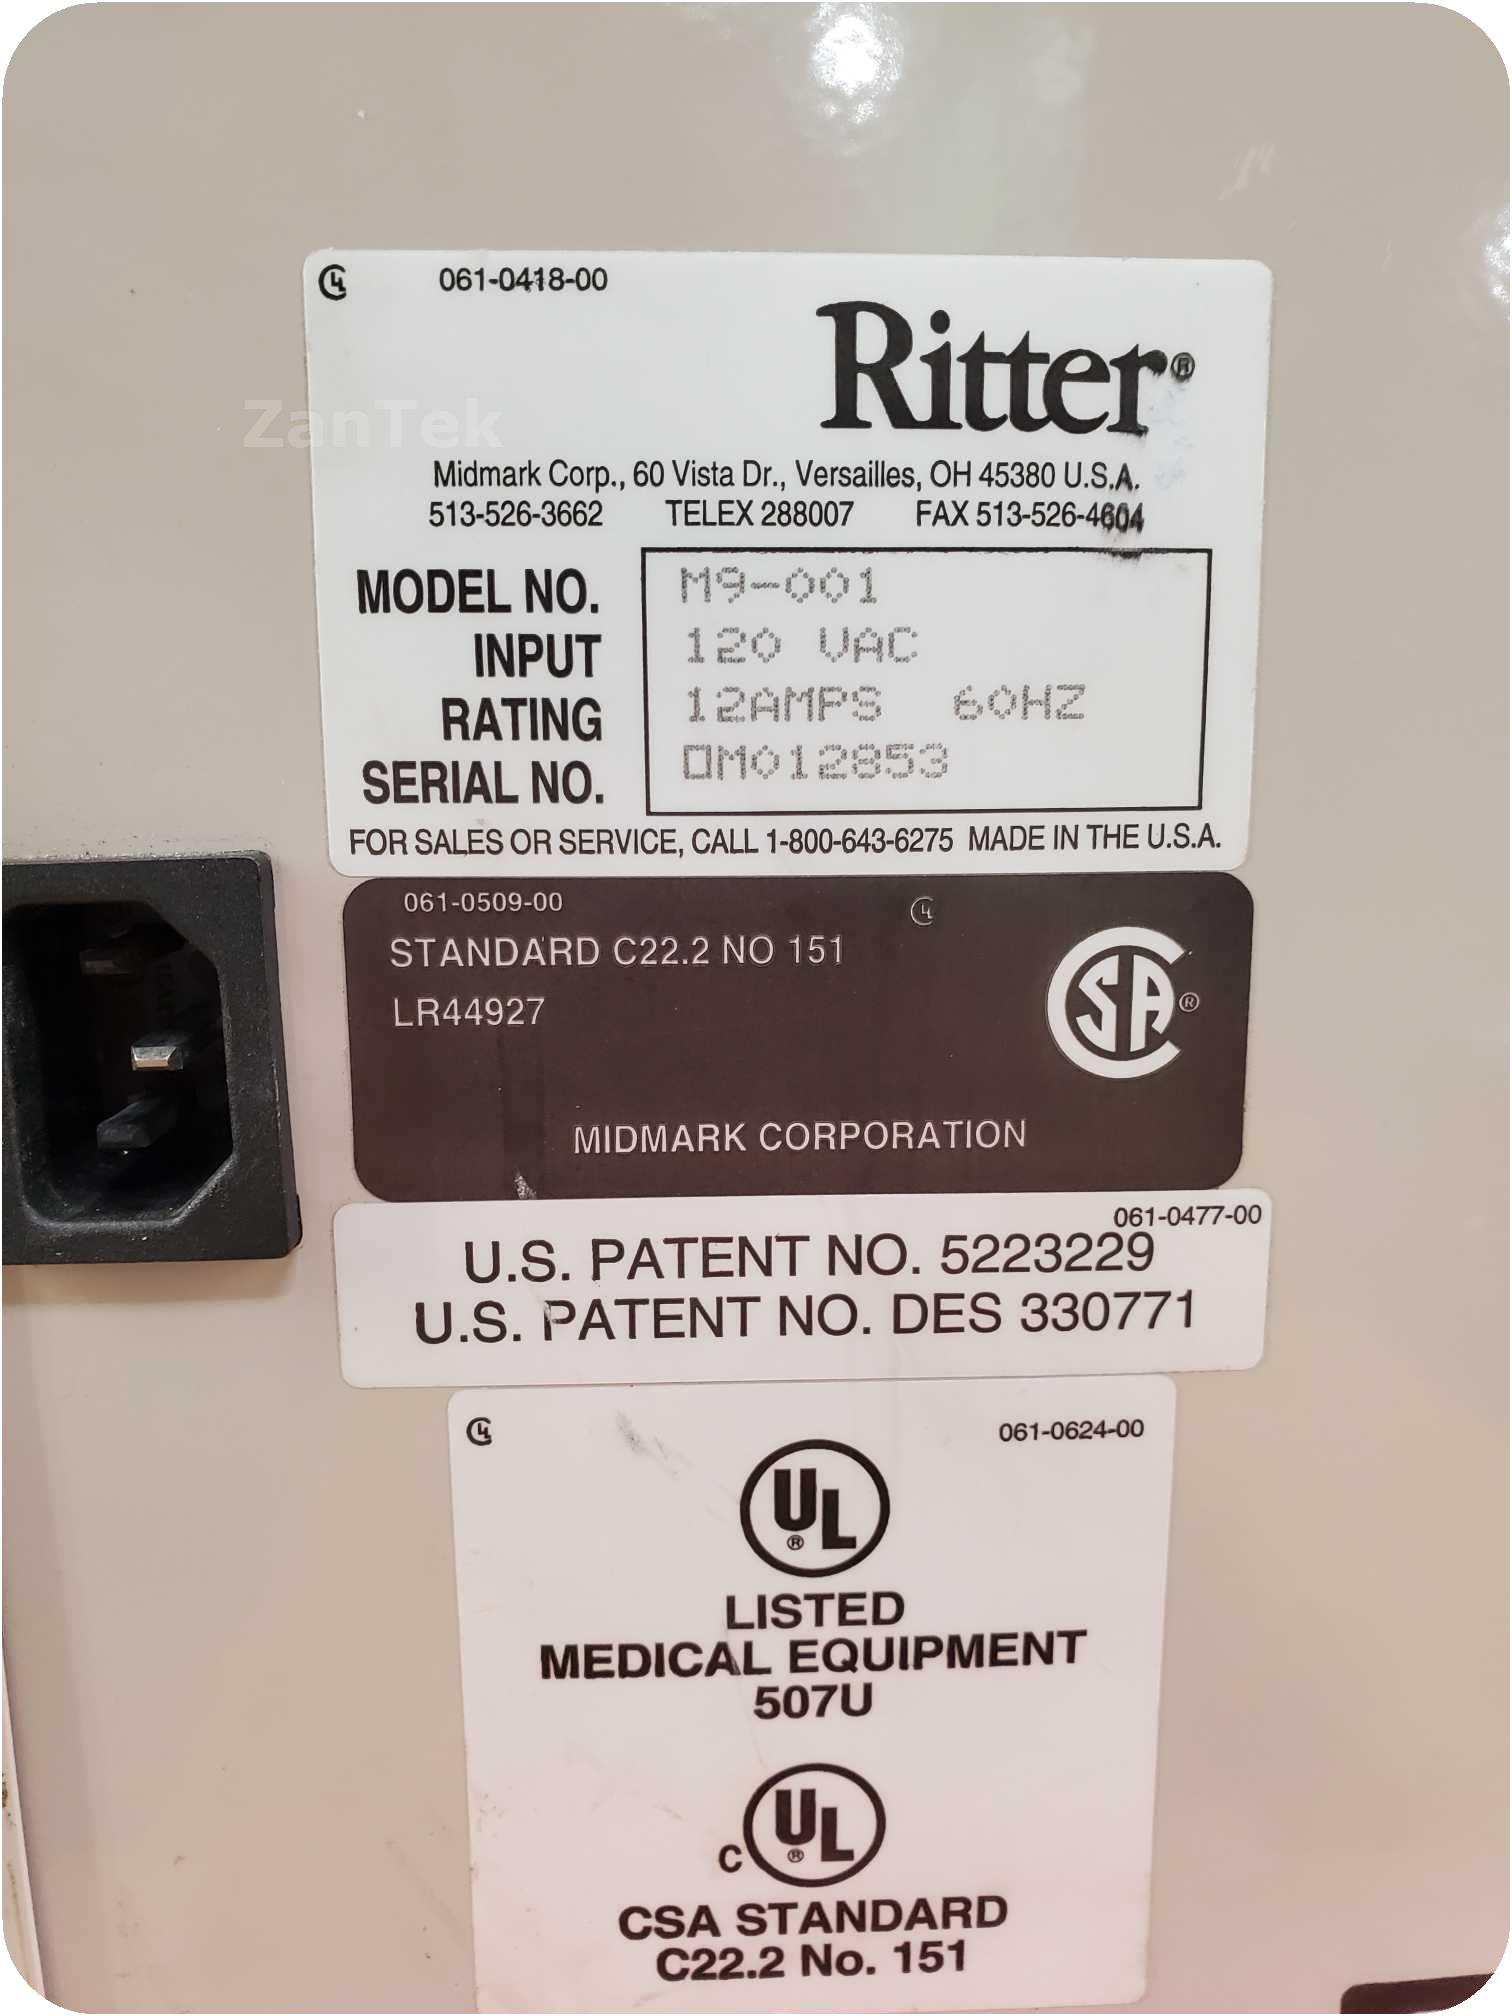 061-0418-00
Ritter®
ZanTek
Midmark Corp., 60 Vista Dr., Versailles, OH 45380 U.S.A.
513-526-3662 TELEX 288007 FAX 513-526-4604
MODEL NO. M9-001
INPUT 120 VAC
RATING 12AMPS 60HZ
SERIAL NO. OM012853
FOR SALES OR SERVICE, CALL 1-800-643-6275 MADE IN THE U.S.A.
061-0509-00
STANDARD C22.2 NO 151
LR44927
CSA®
MIDMARK CORPORATION
061-0477-00
U.S. PATENT NO. 5223229
U.S. PATENT NO. DES 330771
061-0624-00
UL®
LISTED
MEDICAL EQUIPMENT
507U
C UL®
CSA STANDARD
C22.2 No. 151